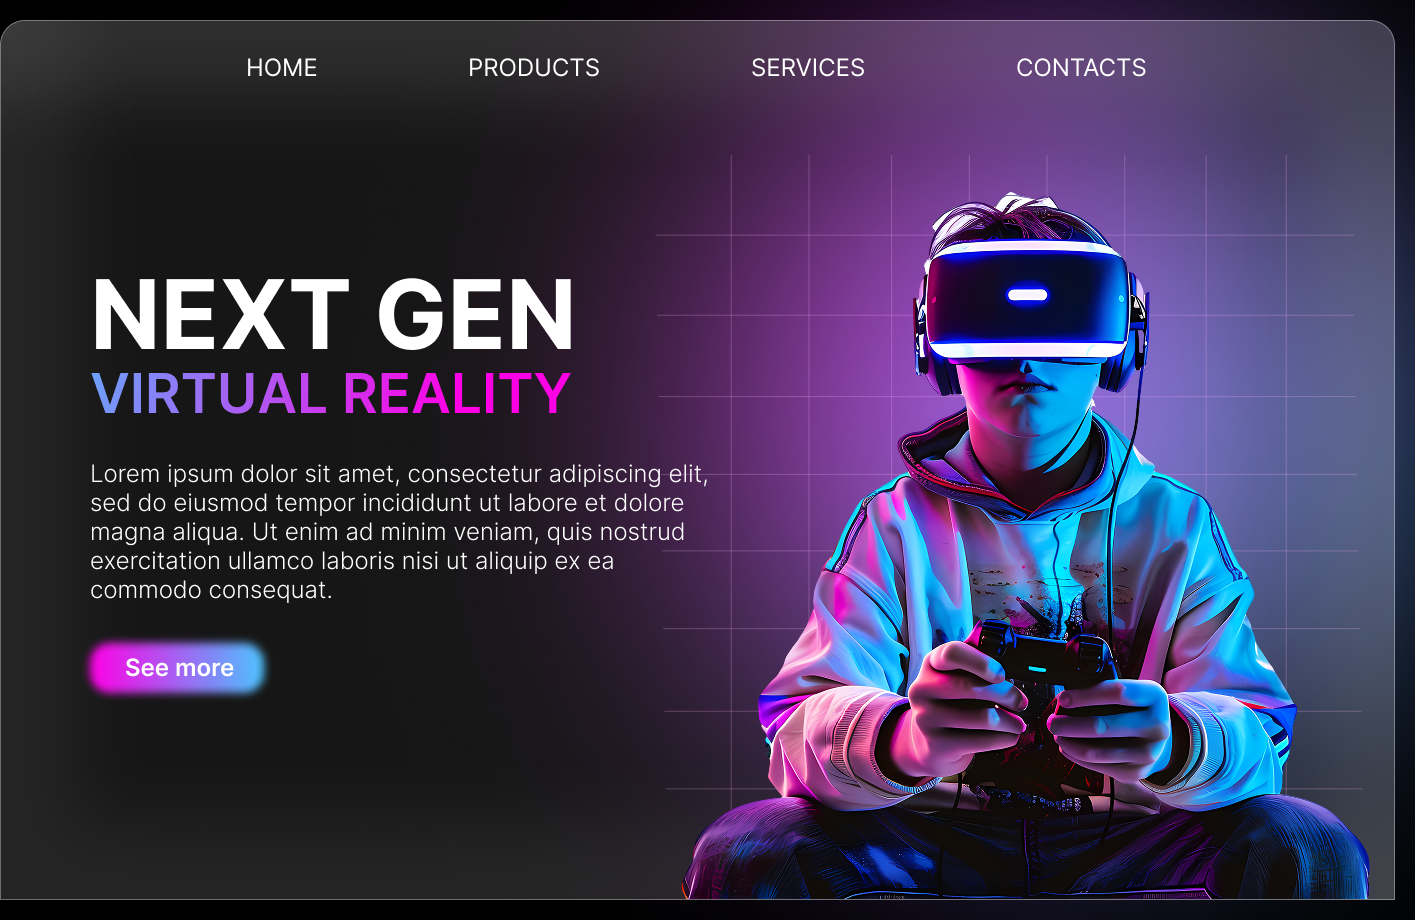 HOME PRODUCTS SERVICES CONTACTS
NEXT GEN
VIRTUAL REALITY
Lorem ipsum dolor sit amet, consectetur adipiscing elit,
sed do eiusmod tempor incididunt ut labore et dolore
magna aliqua. Ut enim ad minim veniam, quis nostrud
exercitation ullamco laboris nisi ut aliquip ex ea
commodo consequat.
See more